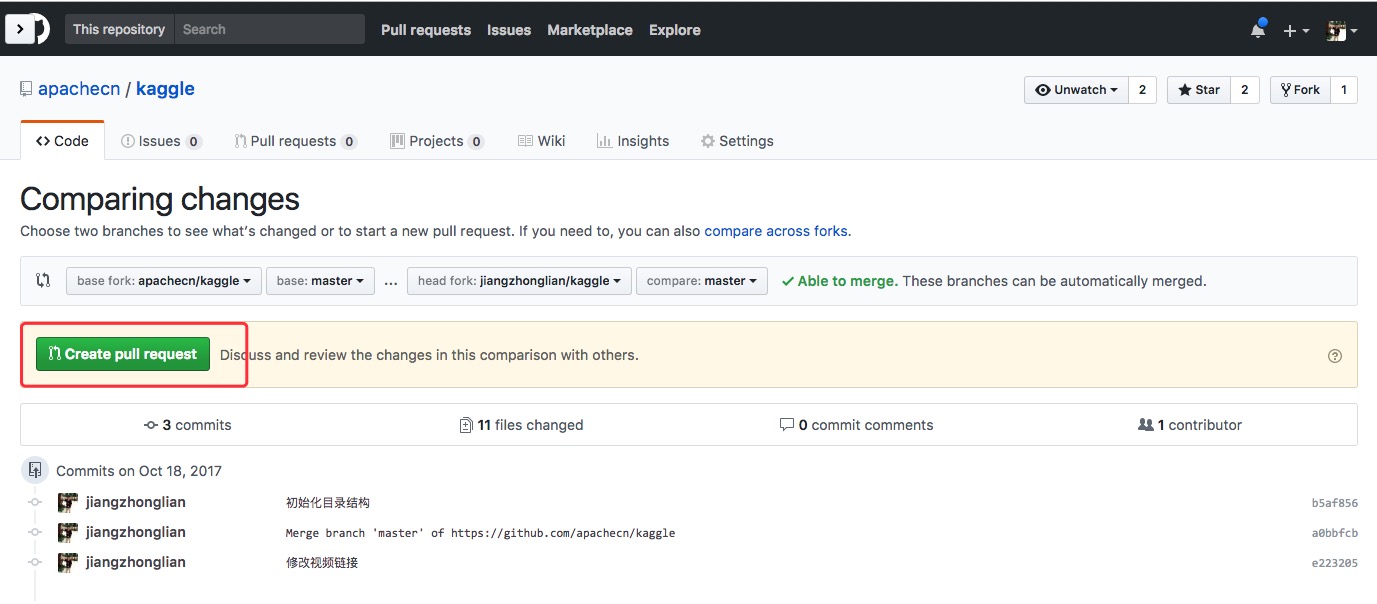 This repository Search Pull requests Issues Marketplace Explore
apachecn / kaggle Unwatch 2 Star 2 Fork 1
Code Issues 0 Pull requests 0 Projects 0 Wiki Insights Settings
Comparing changes
Choose two branches to see what's changed or to start a new pull request. If you need to, you can also compare across forks.
base fork: apachecn/kaggle base: master ... head fork: jiangzhonglian/kaggle compare: master Able to merge. These branches can be automatically merged.
Create pull request Discuss and review the changes in this comparison with others.
3 commits 11 files changed 0 commit comments 1 contributor
Commits on Oct 18, 2017
jiangzhonglian 初始化目录结构 b5af856
jiangzhonglian Merge branch 'master' of https://github.com/apachecn/kaggle a0bbfcb
jiangzhonglian 修改视频链接 e223205